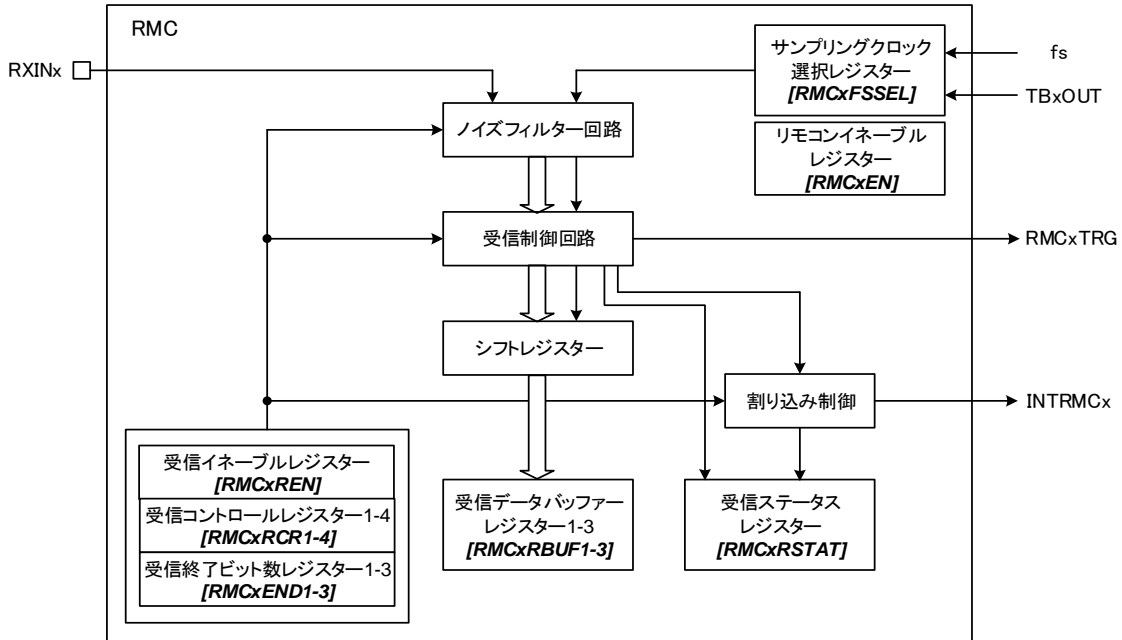 RMC
RXINx
サンプリングクロック
選択レジスター
[RMCxFSSEL]
fs
TBxOUT
ノイズフィルター回路
リモコンイネーブル
レジスター
[RMCxEN]
受信制御回路
RMCxTRG
シフトレジスター
割り込み制御
INTRMCx
受信イネーブルレジスター
[RMCxREN]
受信コントロールレジスター1-4
[RMCxRCR1-4]
受信終了ビット数レジスター1-3
[RMCxEND1-3]
受信データバッファー
レジスター1-3
[RMCxRBUF1-3]
受信ステータス
レジスター
[RMCxRSTAT]